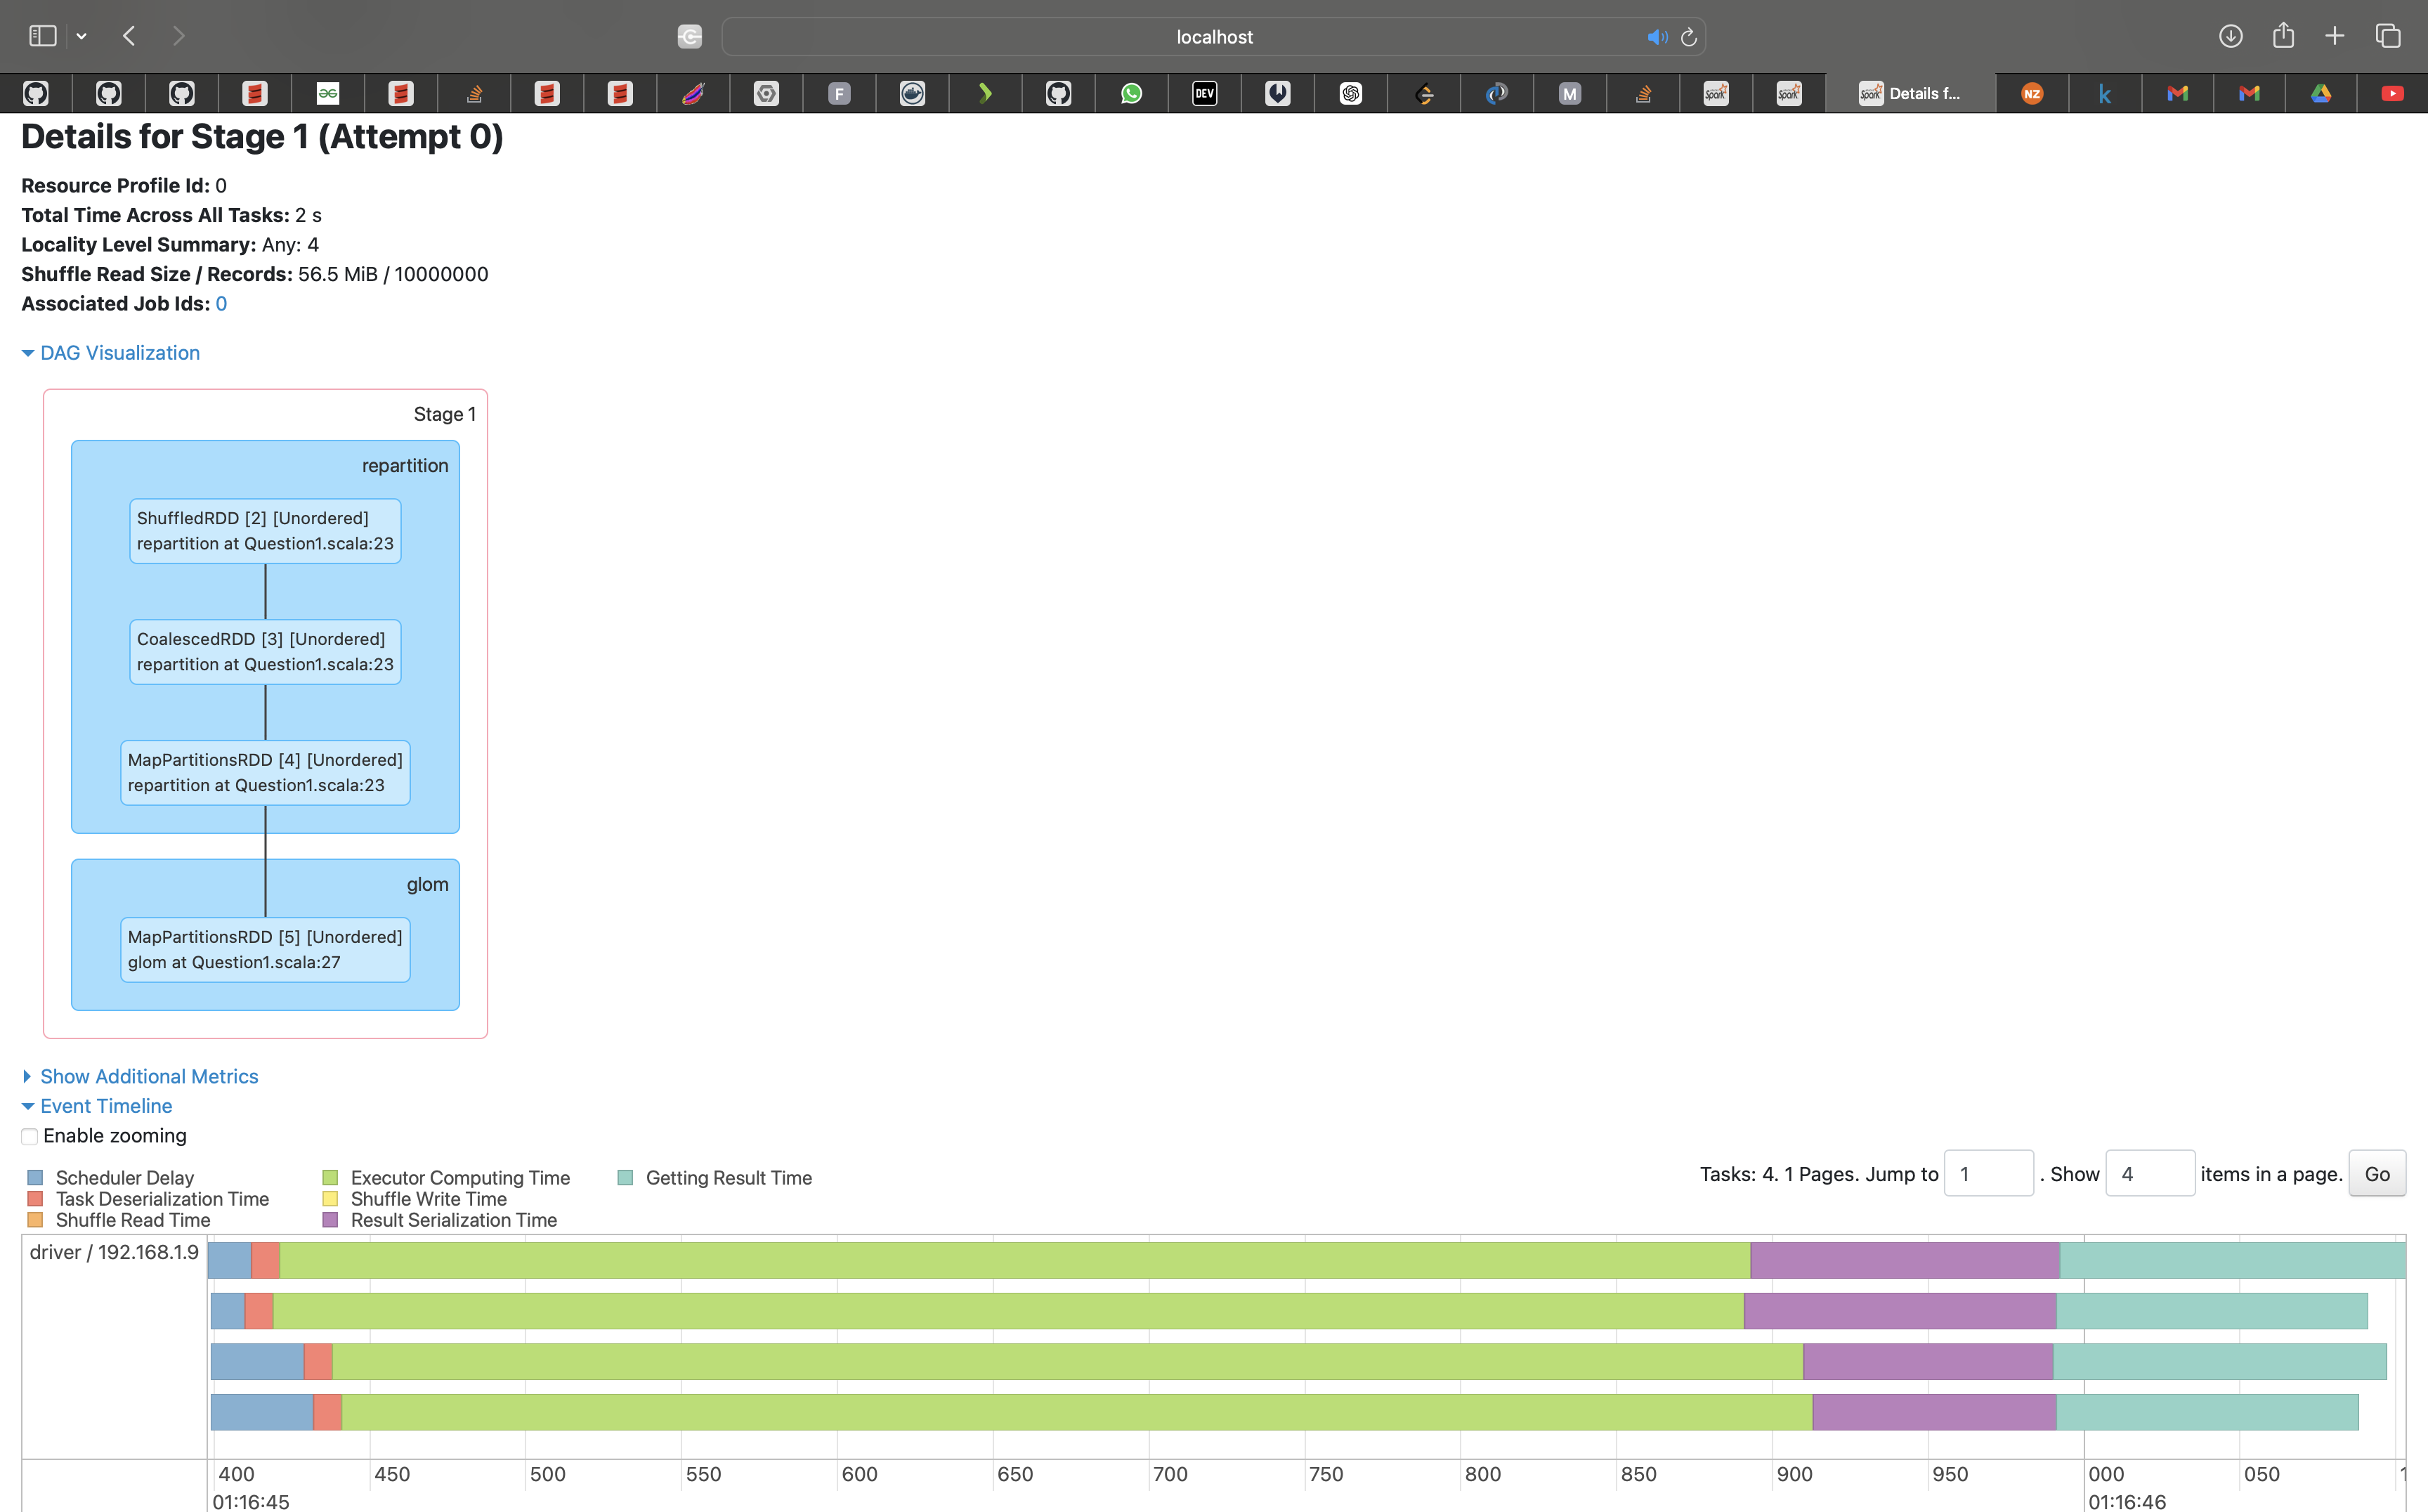 localhost
F
DEV
M
Spark
Spark
Spark Details f...
NZ
k
Details for Stage 1 (Attempt 0)
Resource Profile Id: 0
Total Time Across All Tasks: 2 s
Locality Level Summary: Any: 4
Shuffle Read Size / Records: 56.5 MiB / 10000000
Associated Job Ids: 0
DAG Visualization
Stage 1
repartition
ShuffledRDD [2] [Unordered]
repartition at Question1.scala:23
CoalescedRDD [3] [Unordered]
repartition at Question1.scala:23
MapPartitionsRDD [4] [Unordered]
repartition at Question1.scala:23
glom
MapPartitionsRDD [5] [Unordered]
glom at Question1.scala:27
Show Additional Metrics
Event Timeline
Enable zooming
Scheduler Delay Executor Computing Time Getting Result Time
Task Deserialization Time Shuffle Write Time
Shuffle Read Time Result Serialization Time
Tasks: 4. 1 Pages. Jump to 1 . Show 4 items in a page. Go
driver / 192.168.1.9
400 450 500 550 600 650 700 750 800 850 900 950 000 050 1
01:16:45 01:16:46